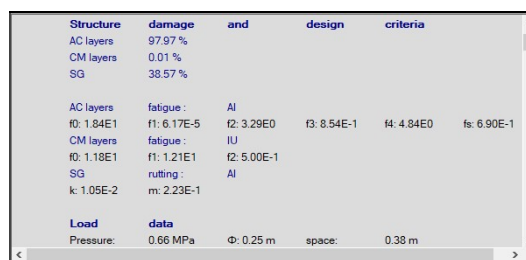 Structure damage and design criteria
AC layers 97.97 %
CM layers 0.01 %
SG 38.57 %
AC layers fatigue : AI
f0: 1.84E1 f1: 6.17E-5 f2: 3.29E0 f3: 8.54E-1 f4: 4.84E0 fs: 6.90E-1
CM layers fatigue : IU
f0: 1.18E1 f1: 1.21E1 f2: 5.00E-1
SG rutting : AI
k: 1.05E-2 m: 2.23E-1
Load data
Pressure: 0.66 MPa Φ: 0.25 m space: 0.38 m